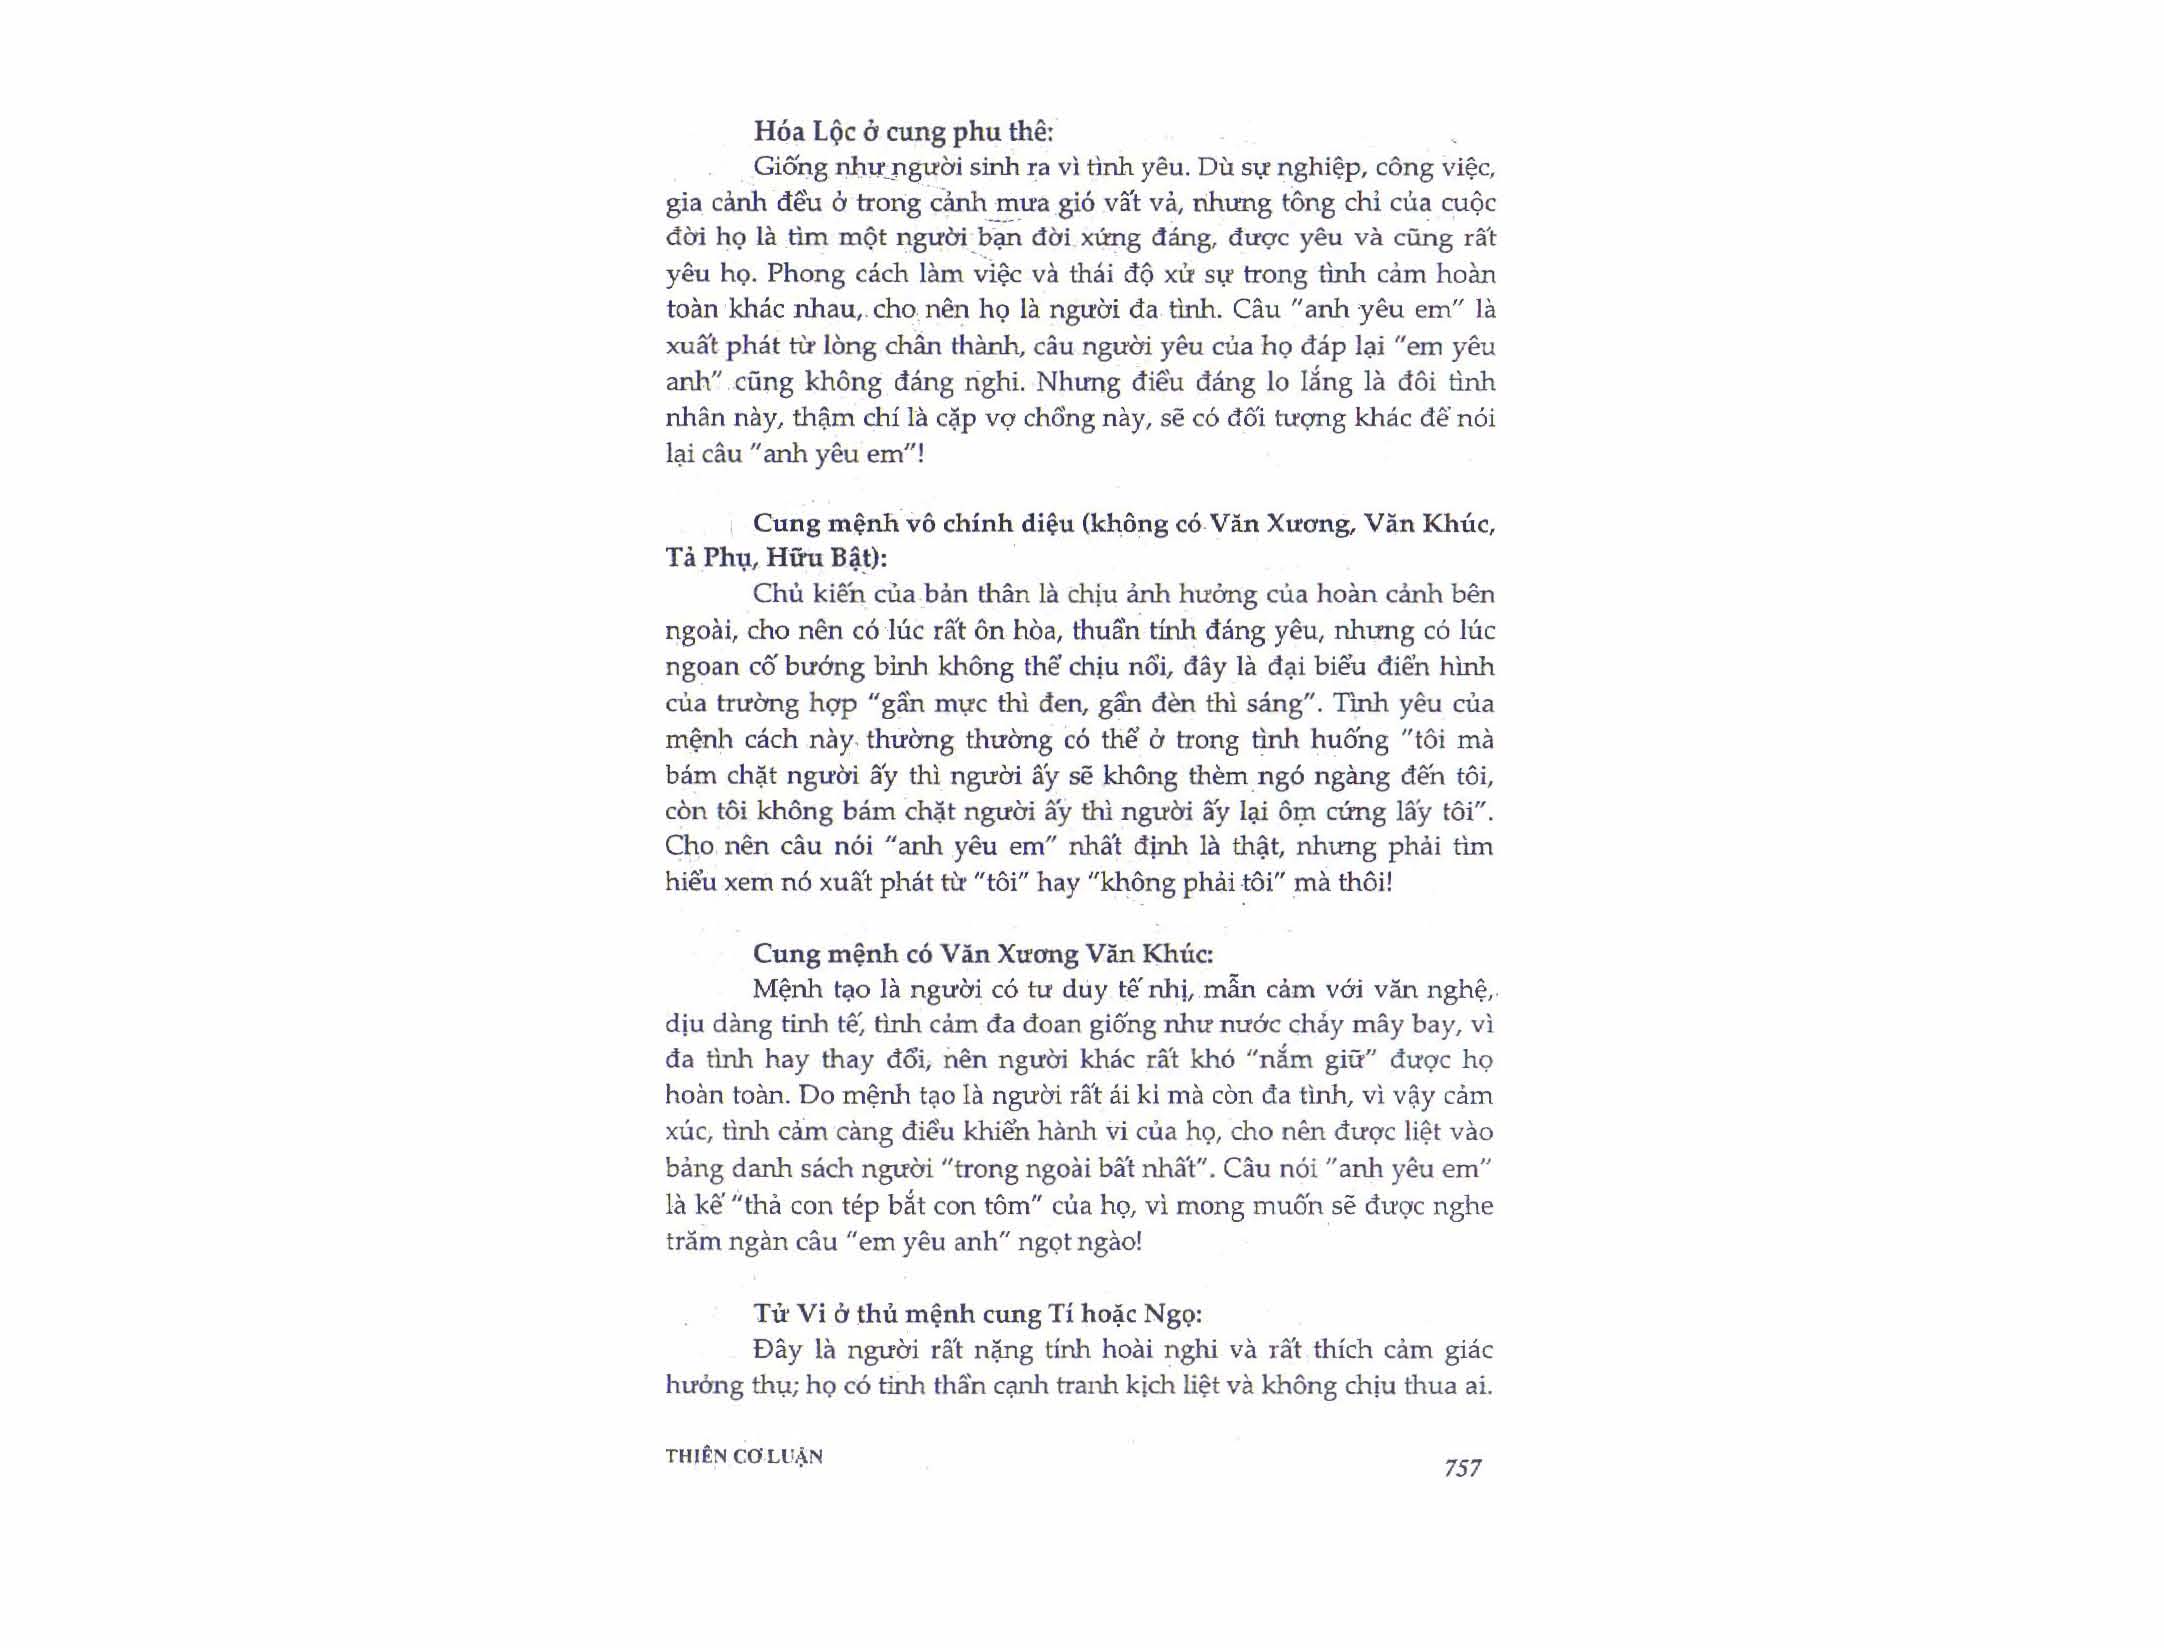 Hóa Lộc ở cung phu thê:
Giống như người sinh ra vì tình yêu. Dù sự nghiệp, công việc,
gia cảnh đều ở trong cảnh mưa gió vất vả, nhưng tông chỉ của cuộc
đời họ là tìm một người bạn đời xứng đáng, được yêu và cũng rất
yêu họ. Phong cách làm việc và thái độ xử sự trong tình cảm hoàn
toàn khác nhau, cho nên họ là người đa tình. Câu "anh yêu em" là
xuất phát từ lòng chân thành, câu người yêu của họ đáp lại "em yêu
anh" cũng không đáng nghi. Nhưng điều đáng lo lắng là đôi tình
nhân này, thậm chí là cặp vợ chồng này, sẽ có đối tượng khác để nói
lại câu "anh yêu em"!
Cung mệnh vô chính diệu (không có Văn Xương, Văn Khúc,
Tả Phụ, Hữu Bật):
Chủ kiến của bản thân là chịu ảnh hưởng của hoàn cảnh bên
ngoài, cho nên có lúc rất ôn hòa, thuần tính đáng yêu, nhưng có lúc
ngoan cố bướng bỉnh không thể chịu nổi, đây là đại biểu điển hình
của trường hợp "gần mực thì đen, gần đèn thì sáng". Tình yêu của
mệnh cách này thường thường có thể ở trong tình huống "tôi mà
bám chặt người ấy thì người ấy sẽ không thèm ngó ngàng đến tôi,
còn tôi không bám chặt người ấy thì người ấy lại ôm cứng lấy tôi".
Cho nên câu nói "anh yêu em" nhất định là thật, nhưng phải tìm
hiểu xem nó xuất phát từ "tôi" hay "không phải tôi" mà thôi!
Cung mệnh có Văn Xương Văn Khúc:
Mệnh tạo là người có tư duy tế nhị, mẫn cảm với văn nghệ,
dịu dàng tinh tế, tình cảm đa đoan giống như nước chảy mây bay, vì
đa tình hay thay đổi, nên người khác rất khó "nắm giữ" được họ
hoàn toàn. Do mệnh tạo là người rất ái kỉ mà còn đa tình, vì vậy cảm
xúc, tình cảm càng điều khiển hành vi của họ, cho nên được liệt vào
bảng danh sách người "trong ngoài bất nhất". Câu nói "anh yêu em"
là kế "thả con tép bắt con tôm" của họ, vì mong muốn sẽ được nghe
trăm ngàn câu "em yêu anh" ngọt ngào!
Tử Vi ở thủ mệnh cung Tí hoặc Ngọ:
Đây là người rất nặng tính hoài nghi và rất thích cảm giác
hưởng thụ; họ có tinh thần cạnh tranh kịch liệt và không chịu thua ai.
THIÊN CƠ LUẬN
757